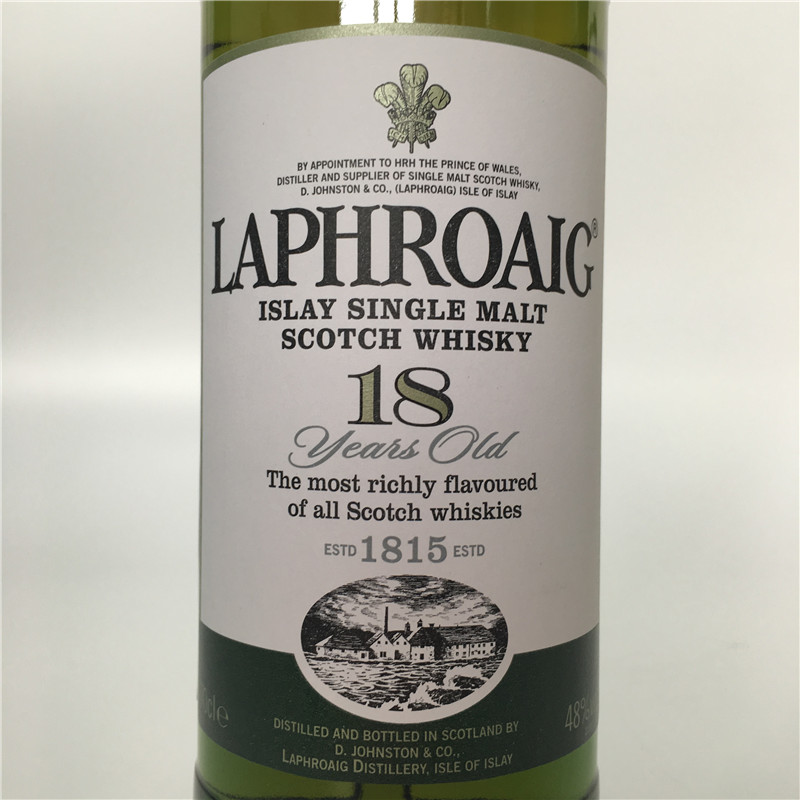 BY APPOINTMENT TO HRH THE PRINCE OF WALES,
DISTILLER AND SUPPLIER OF SINGLE MALT SCOTCH WHISKY,
D. JOHNSTON & CO., (LAPHROAIG) ISLE OF ISLAY
LAPHROAIG®
ISLAY SINGLE MALT
SCOTCH WHISKY
18
Years Old
The most richly flavoured
of all Scotch whiskies
ESTD 1815 ESTD
48%
DISTILLED AND BOTTLED IN SCOTLAND BY
D. JOHNSTON & CO.,
LAPHROAIG DISTILLERY, ISLE OF ISLAY